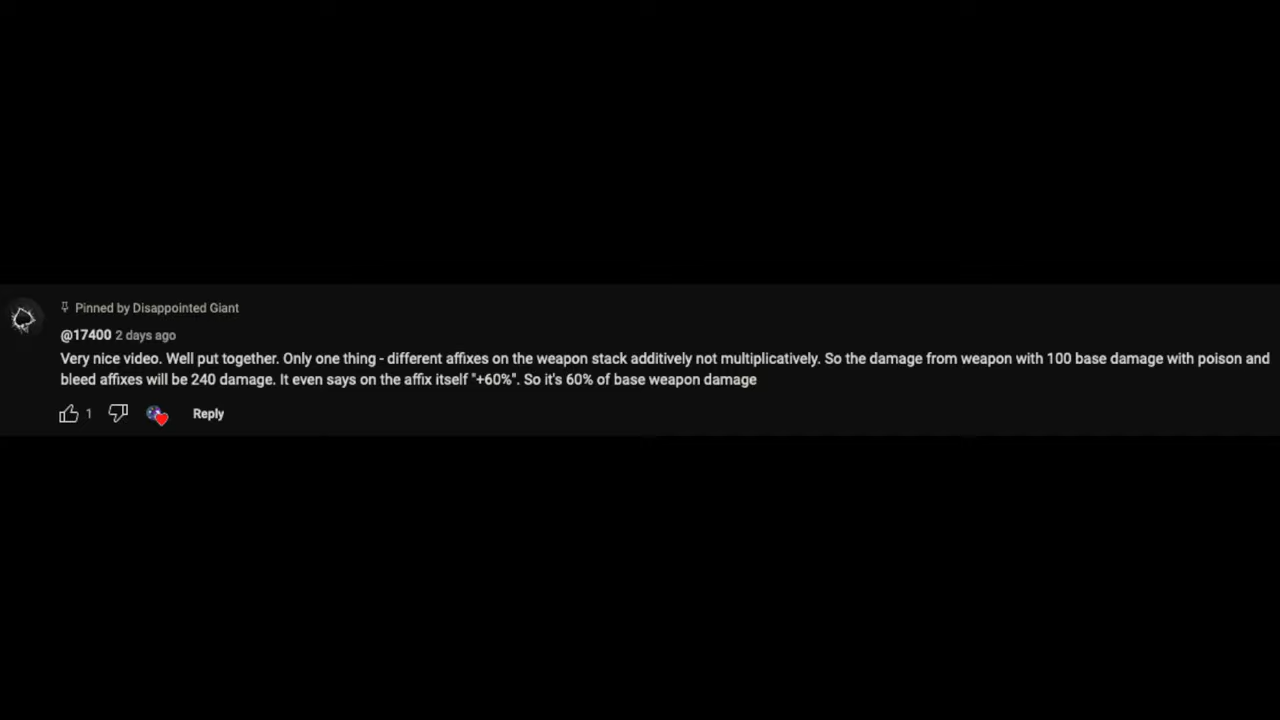 Pinned by Disappointed Giant
@17400 2 days ago
Very nice video. Well put together. Only one thing - different affixes on the weapon stack additively not multiplicatively. So the damage from weapon with 100 base damage with poison and
bleed affixes will be 240 damage. It even says on the affix itself "+60%". So it's 60% of base weapon damage
1 Reply